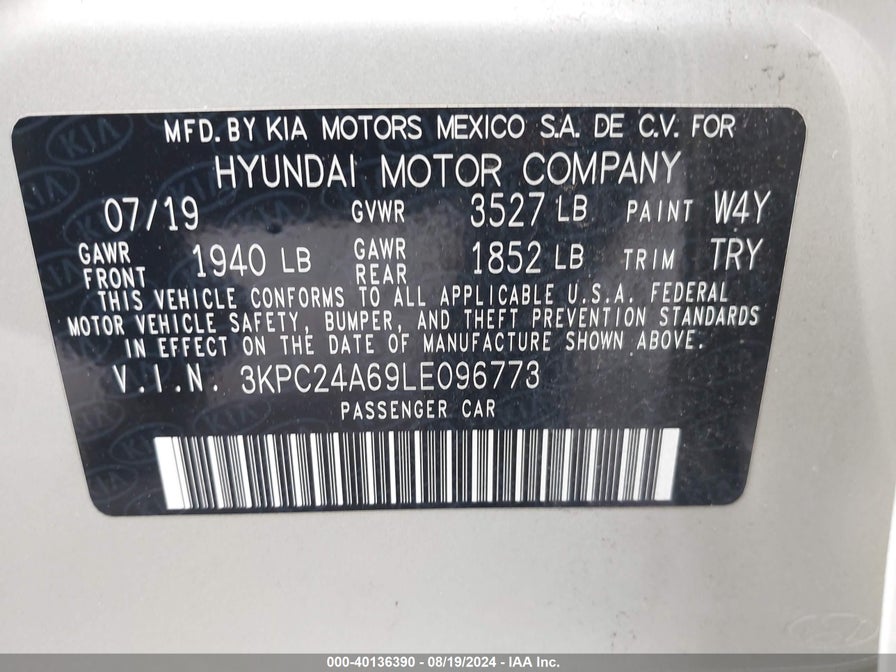 MFD. BY KIA MOTORS MEXICO S.A. DE C.V. FOR
HYUNDAI MOTOR COMPANY
07/19 GVWR 3527 LB PAINT W4Y
GAWR FRONT 1940 LB GAWR REAR 1852 LB TRIM TRY
THIS VEHICLE CONFORMS TO ALL APPLICABLE U.S.A. FEDERAL
MOTOR VEHICLE SAFETY, BUMPER, AND THEFT PREVENTION STANDARDS
IN EFFECT ON THE DATE OF MANUFACTURE SHOWN ABOVE.
V.I.N. 3KPC24A69LE096773
PASSENGER CAR
000-40136390 - 08/19/2024 - IAA Inc.